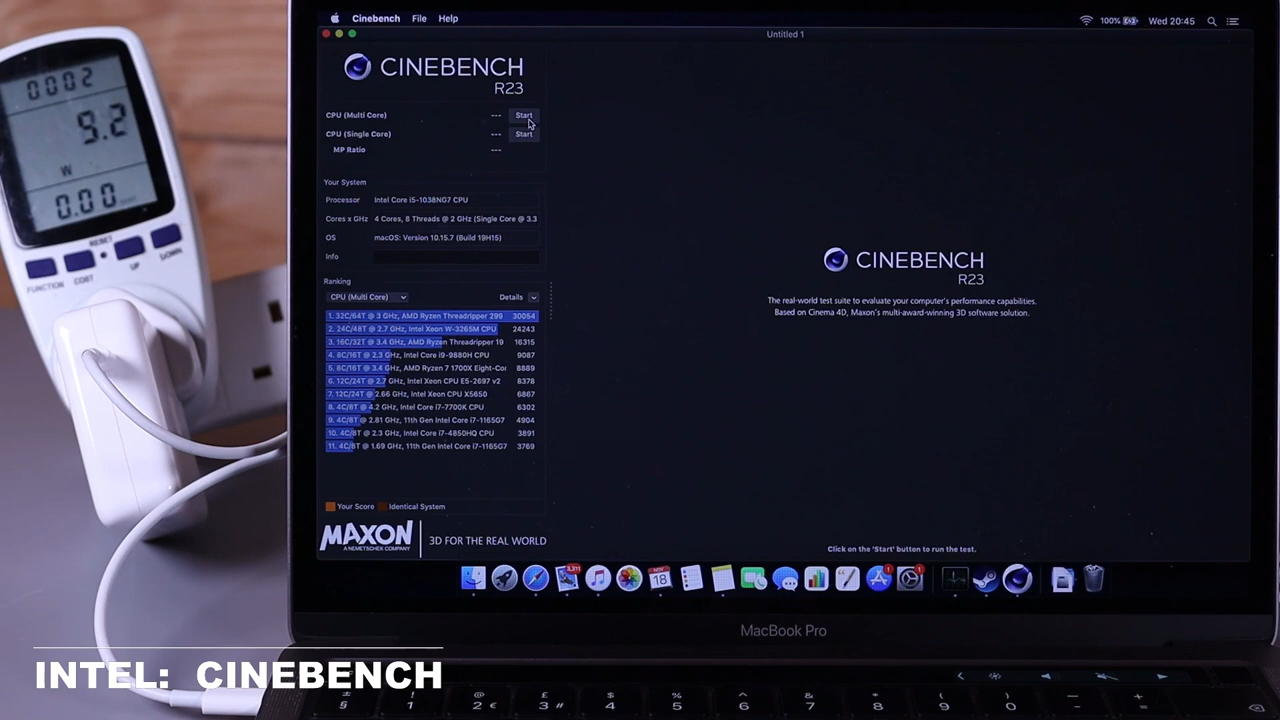 Cinebench File Help
100% Wed 20:45
Untitled 1
CINEBENCH
R23
CPU (Multi Core) --- Start
CPU (Single Core) --- Start
MP Ratio ---
Your System
Processor Intel Core i5-1038NG7 CPU
Cores x GHz 4 Cores, 8 Threads @ 2 GHz (Single Core @ 3.3
OS macOS: Version 10.15.7 (Build 19H15)
Info
Ranking
CPU (Multi Core) Details
1. 32C/64T @ 3 GHz, AMD Ryzen Threadripper 299 30054
2. 24C/48T @ 2.7 GHz, Intel Xeon W-3265M CPU 24243
3. 16C/32T @ 3.4 GHz, AMD Ryzen Threadripper 19 16315
4. 8C/16T @ 2.3 GHz, Intel Core i9-9880H CPU 9087
5. 8C/16T @ 3.4 GHz, AMD Ryzen 7 1700X Eight-Cor 8889
6. 12C/24T @ 2.7 GHz, Intel Xeon CPU E5-2697 v2 8378
7. 12C/24T @ 2.66 GHz, Intel Xeon CPU X5650 6867
8. 4C/8T @ 4.2 GHz, Intel Core i7-7700K CPU 6302
9. 4C/8T @ 2.81 GHz, 11th Gen Intel Core i7-1165G7 4904
10. 4C/8T @ 2.3 GHz, Intel Core i7-4850HQ CPU 3891
11. 4C/8T @ 1.69 GHz, 11th Gen Intel Core i7-1165G7 3769
Your Score Identical System
MAXON
A NEMETSCHEK COMPANY
3D FOR THE REAL WORLD
CINEBENCH
R23
The real-world test suite to evaluate your computer's performance capabilities.
Based on Cinema 4D, Maxon's multi-award-winning 3D software solution.
Click on the 'Start' button to run the test.
NOV
18
MacBook Pro
0002
W
0.00
RESET
FUNCTION COST UP DOWN
§ 1 2 € 3 # 4 5 6 7 8 9 0
INTEL: CINEBENCH